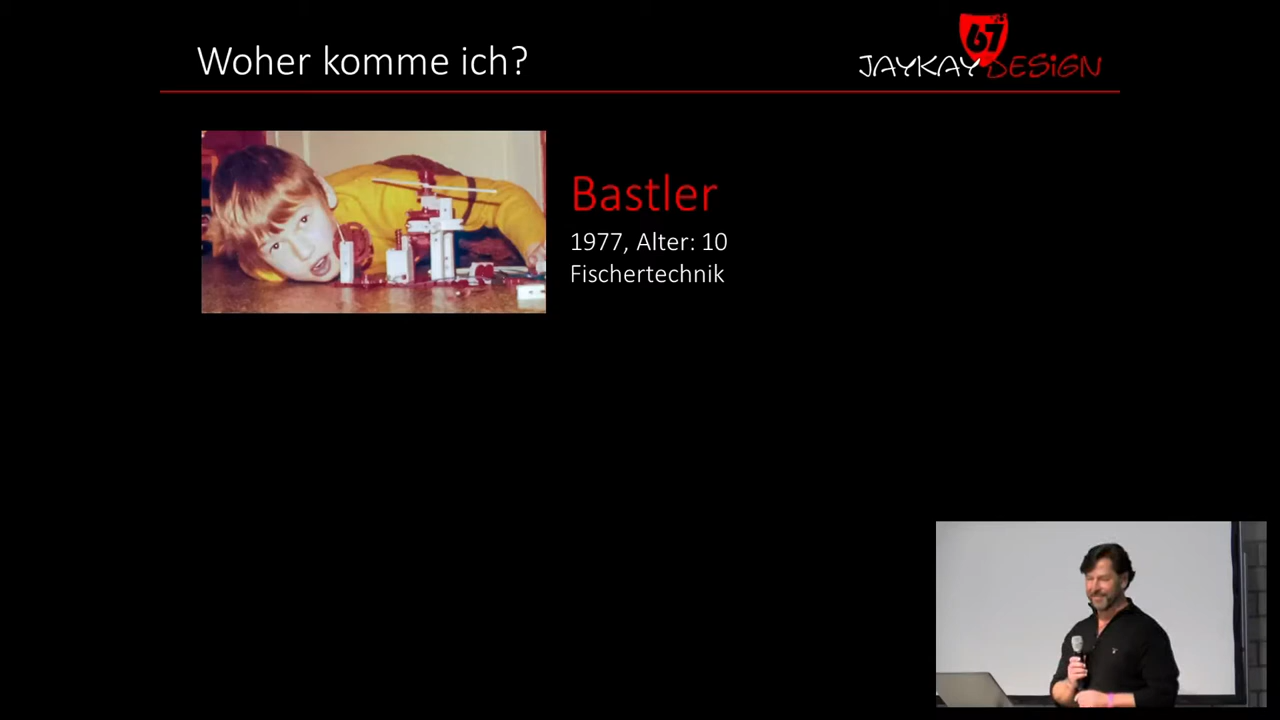 Woher komme ich?
67
JAYKAY DESiGN
Bastler
1977, Alter: 10
Fischertechnik